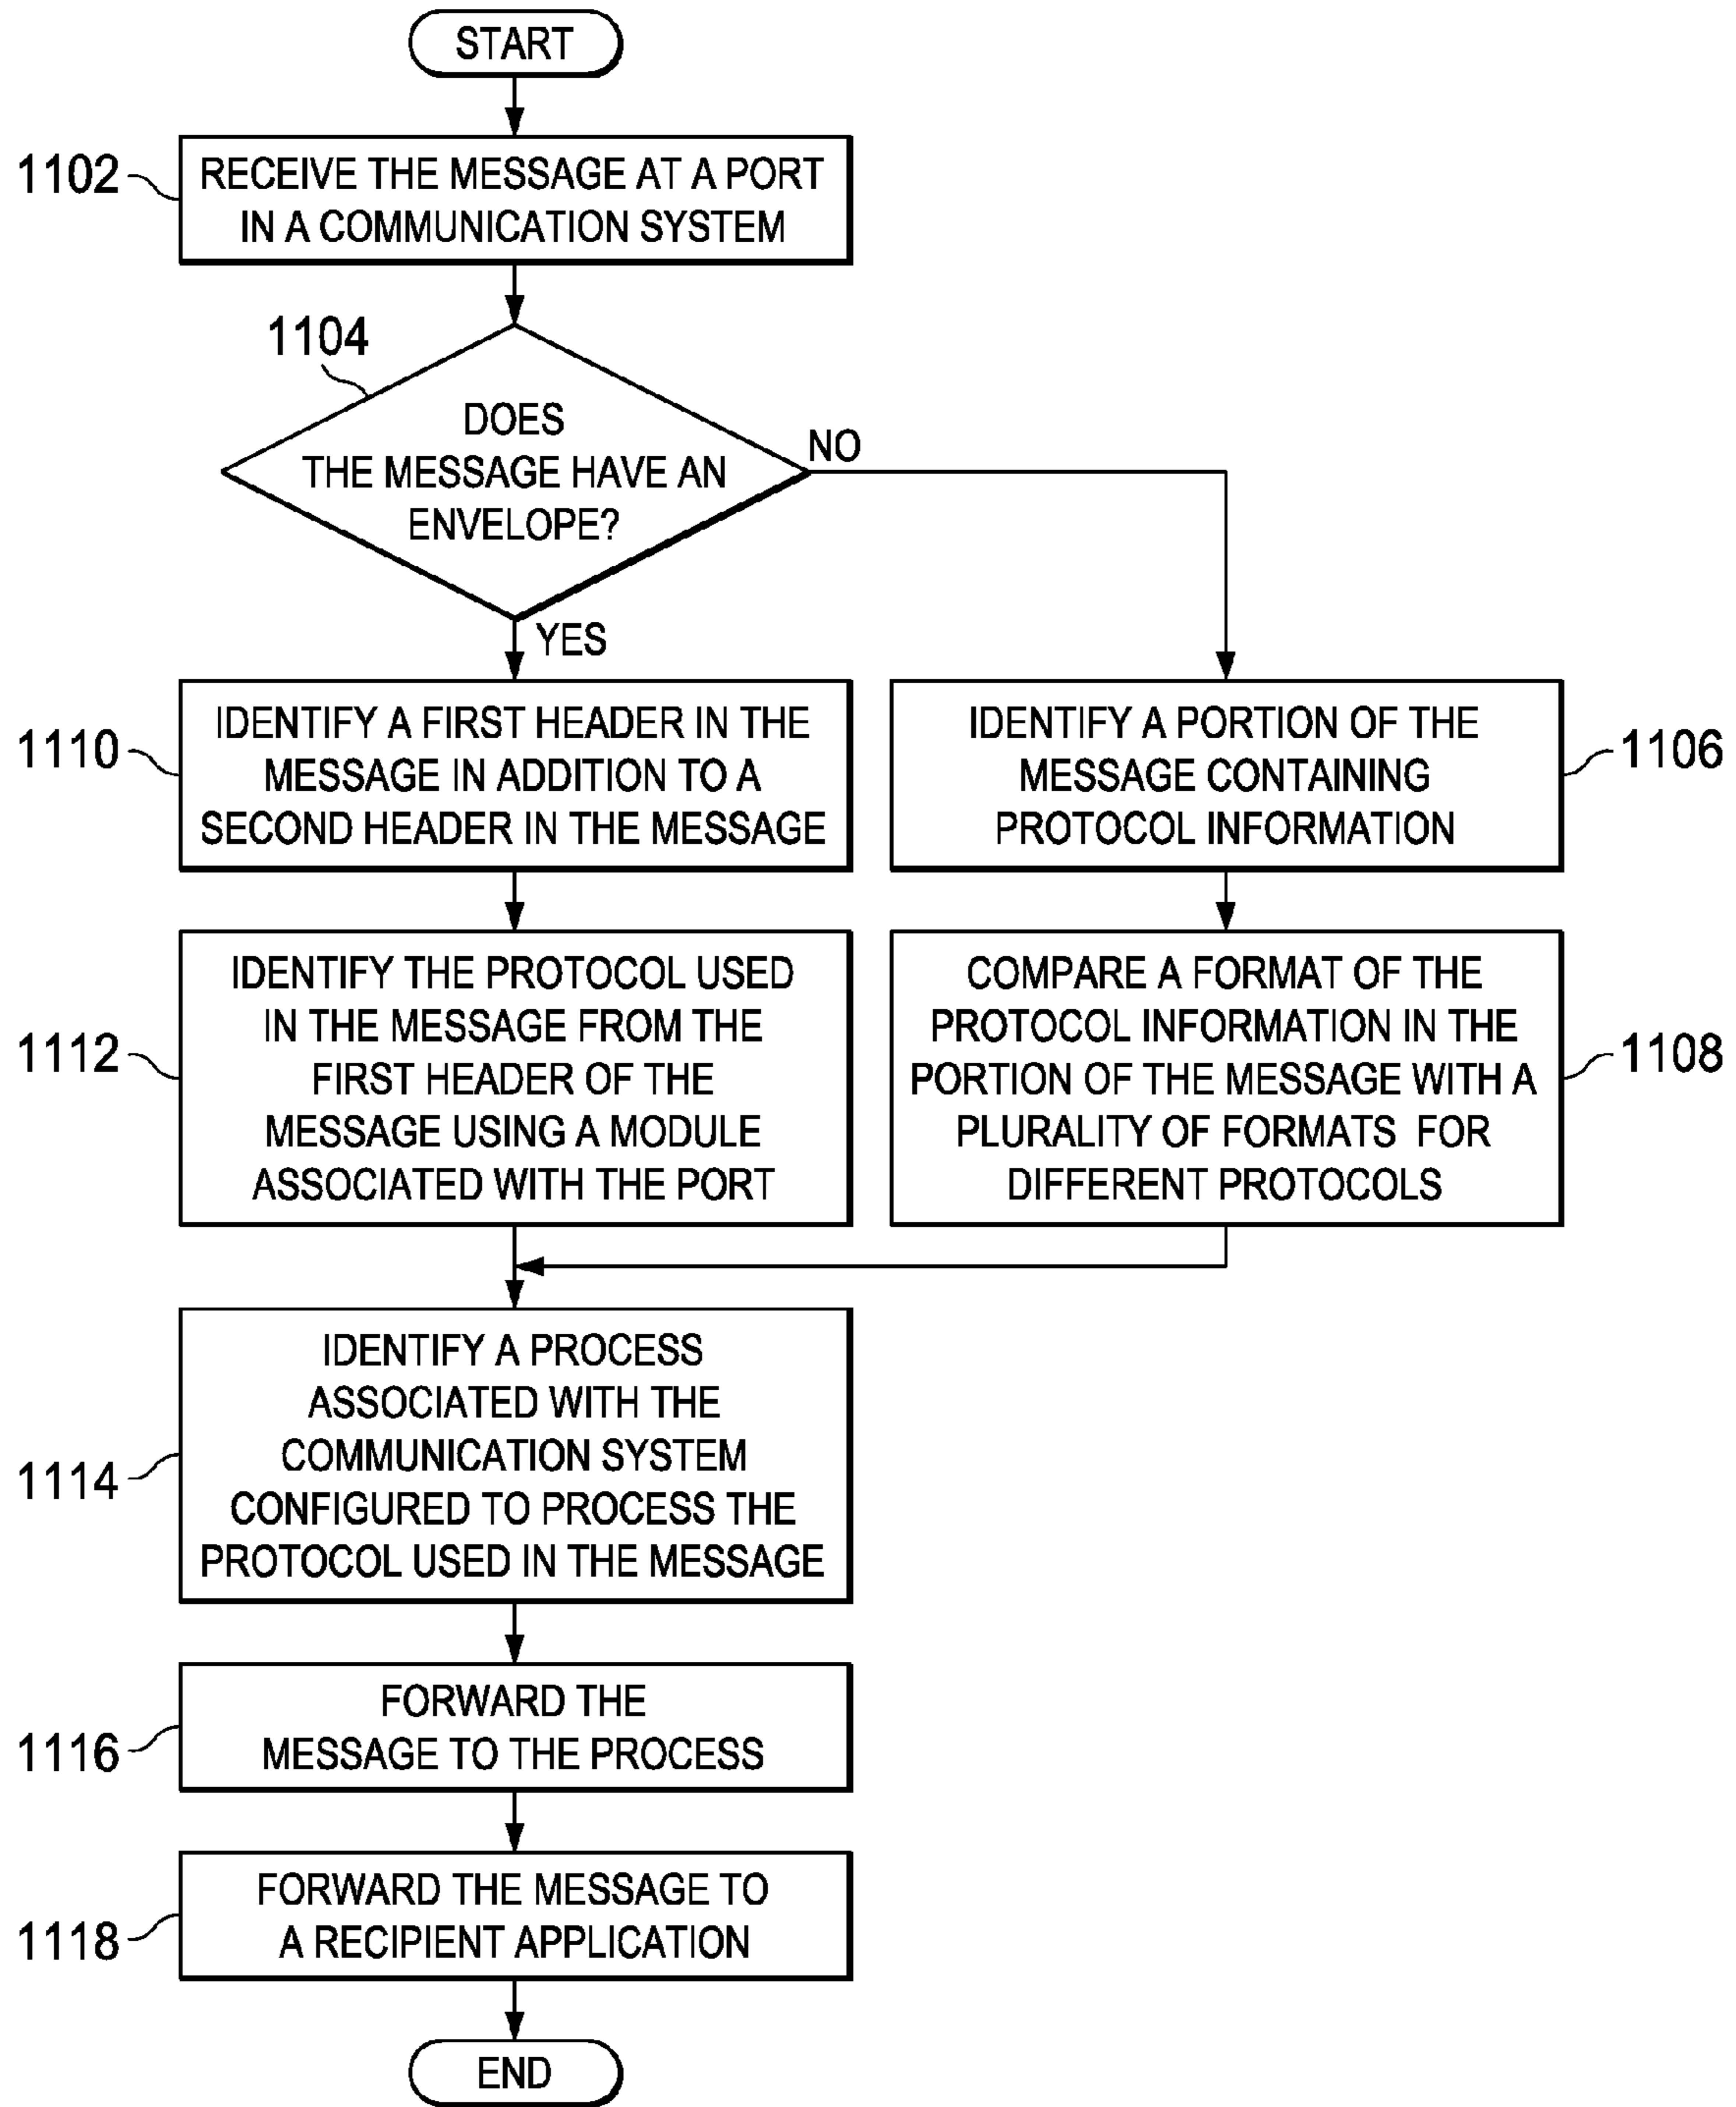 START
1102
RECEIVE THE MESSAGE AT A PORT
IN A COMMUNICATION SYSTEM
1104
DOES
THE MESSAGE HAVE AN
ENVELOPE?
NO
YES
1110
IDENTIFY A FIRST HEADER IN THE
MESSAGE IN ADDITION TO A
SECOND HEADER IN THE MESSAGE
IDENTIFY A PORTION OF THE
MESSAGE CONTAINING
PROTOCOL INFORMATION
1106
1112
IDENTIFY THE PROTOCOL USED
IN THE MESSAGE FROM THE
FIRST HEADER OF THE
MESSAGE USING A MODULE
ASSOCIATED WITH THE PORT
COMPARE A FORMAT OF THE
PROTOCOL INFORMATION IN THE
PORTION OF THE MESSAGE WITH A
PLURALITY OF FORMATS FOR
DIFFERENT PROTOCOLS
1108
1114
IDENTIFY A PROCESS
ASSOCIATED WITH THE
COMMUNICATION SYSTEM
CONFIGURED TO PROCESS THE
PROTOCOL USED IN THE MESSAGE
1116
FORWARD THE
MESSAGE TO THE PROCESS
1118
FORWARD THE MESSAGE TO
A RECIPIENT APPLICATION
END